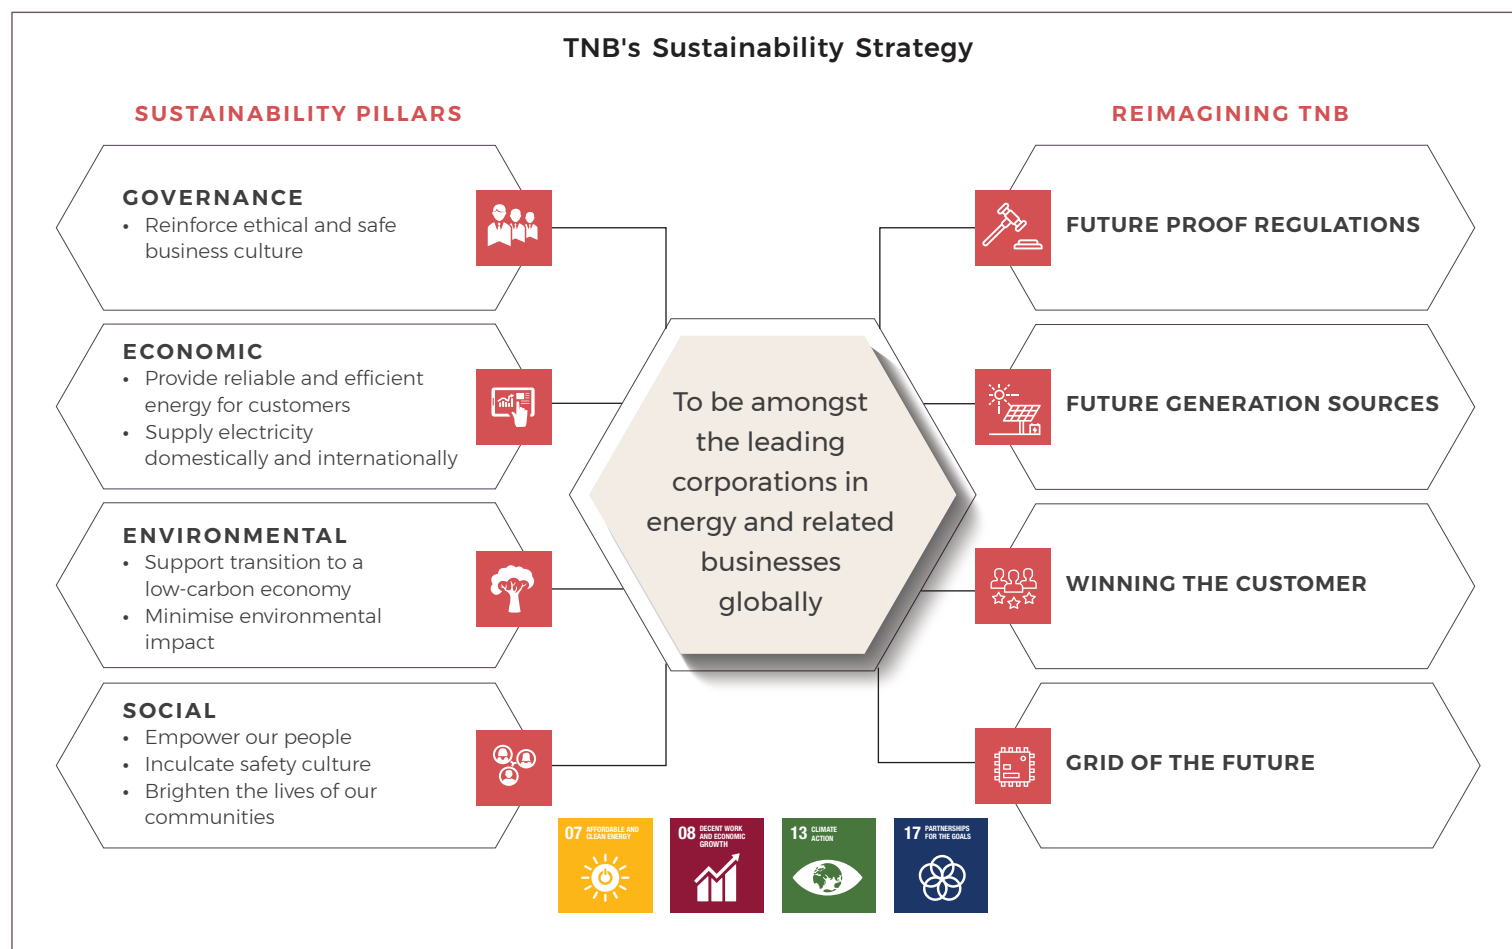 TNB's Sustainability Strategy
SUSTAINABILITY PILLARS
GOVERNANCE
• Reinforce ethical and safe
business culture
ECONOMIC
• Provide reliable and efficient
energy for customers
• Supply electricity
domestically and internationally
ENVIRONMENTAL
• Support transition to a
low-carbon economy
• Minimise environmental
impact
SOCIAL
• Empower our people
• Inculcate safety culture
• Brighten the lives of our
communities
To be amongst
the leading
corporations in
energy and related
businesses
globally
REIMAGINING TNB
FUTURE PROOF REGULATIONS
FUTURE GENERATION SOURCES
WINNING THE CUSTOMER
GRID OF THE FUTURE
07 AFFORDABLE AND
CLEAN ENERGY
08 DECENT WORK
AND ECONOMIC
GROWTH
13 CLIMATE
ACTION
17 PARTNERSHIPS
FOR THE GOALS